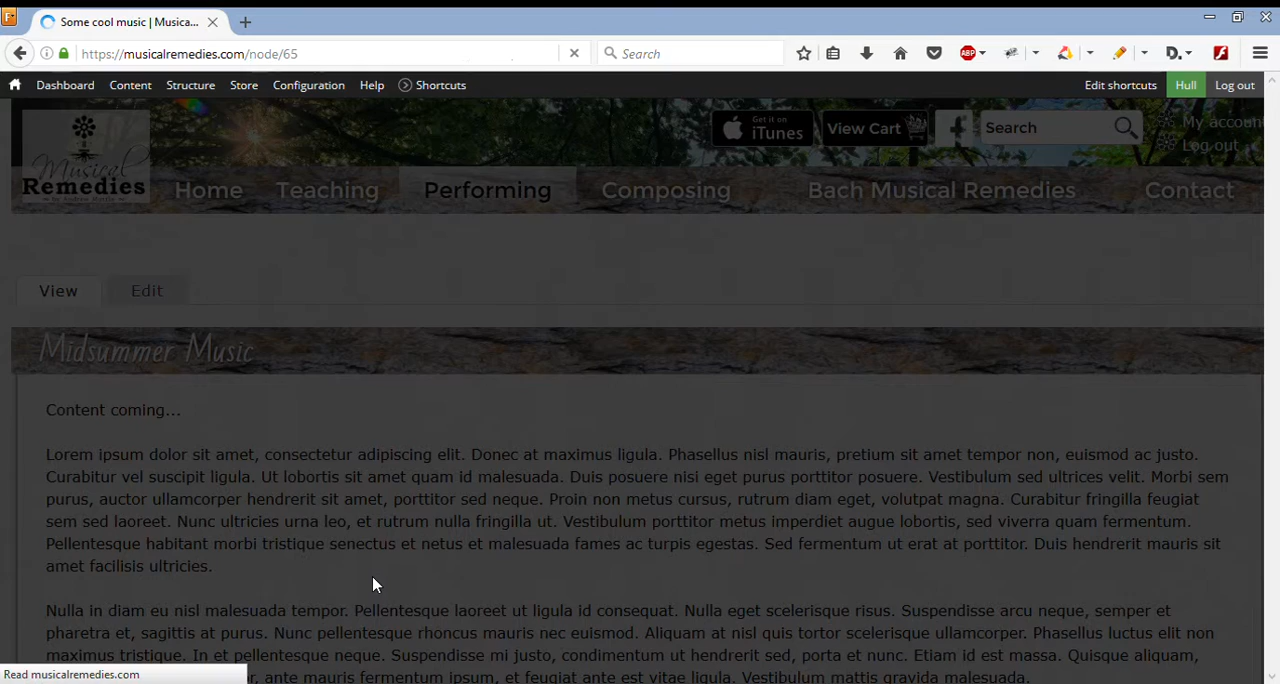 Some cool music | Musica...
https://musicalremedies.com/node/65
Search
ABP
D.
Dashboard Content Structure Store Configuration Help Shortcuts
Edit shortcuts Hull Log out
Musical
Remedies
Get it on
iTunes
View Cart
Search
My account
Log out
Home Teaching Performing Composing Bach Musical Remedies Contact
View Edit
Midsummer Music
Content coming...
Lorem ipsum dolor sit amet, consectetur adipiscing elit. Donec at maximus ligula. Phasellus nisl mauris, pretium sit amet tempor non, euismod ac justo.
Curabitur vel suscipit ligula. Ut lobortis sit amet quam id malesuada. Duis posuere nisi eget purus porttitor posuere. Vestibulum sed ultrices velit. Morbi sem
purus, auctor ullamcorper hendrerit sit amet, porttitor sed neque. Proin non metus cursus, rutrum diam eget, volutpat magna. Curabitur fringilla feugiat
sem sed laoreet. Nunc ultricies urna leo, et rutrum nulla fringilla ut. Vestibulum porttitor metus imperdiet augue lobortis, sed viverra quam fermentum.
Pellentesque habitant morbi tristique senectus et netus et malesuada fames ac turpis egestas. Sed fermentum ut erat at porttitor. Duis hendrerit mauris sit
amet facilisis ultricies.
Nulla in diam eu nisl malesuada tempor. Pellentesque laoreet ut ligula id consequat. Nulla eget scelerisque risus. Suspendisse arcu neque, semper et
pharetra et, sagittis at purus. Nunc pellentesque rhoncus mauris nec euismod. Aliquam at nisl quis tortor scelerisque ullamcorper. Phasellus luctus elit non
maximus tristique. In et pellentesque neque. Suspendisse mi justo, condimentum ut hendrerit sed, porta et nunc. Etiam id est massa. Quisque aliquam,
ante mauris fermentum ipsum, et feugiat ante est vitae ligula. Vestibulum mattis gravida malesuada.
Read musicalremedies.com